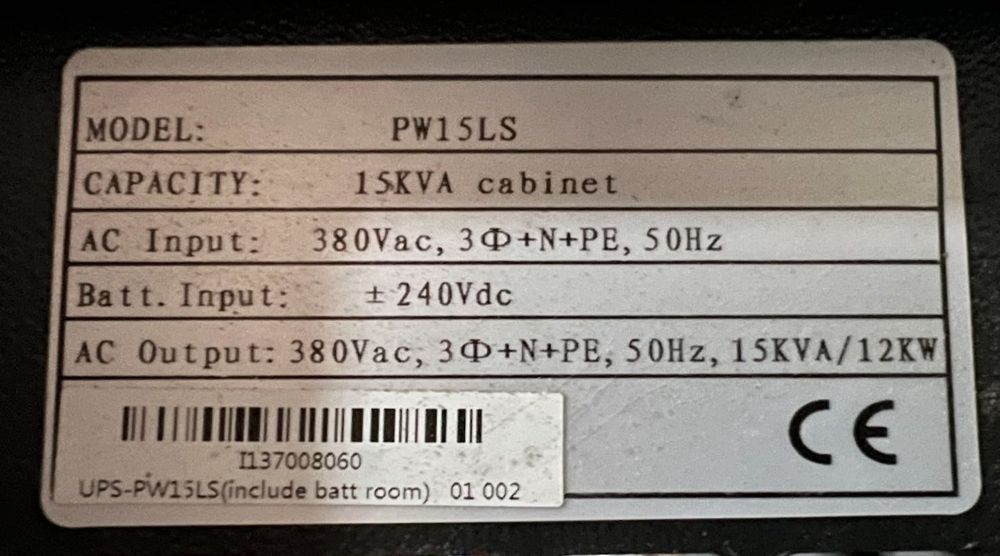 MODEL: PW15LS
CAPACITY: 15KVA cabinet
AC Input: 380Vac, 3Φ+N+PE, 50Hz
Batt. Input: ±240Vdc
AC Output: 380Vac, 3Φ+N+PE, 50Hz, 15KVA/12KW
I137008060
UPS-PW15LS(include batt room) 01 002
CE